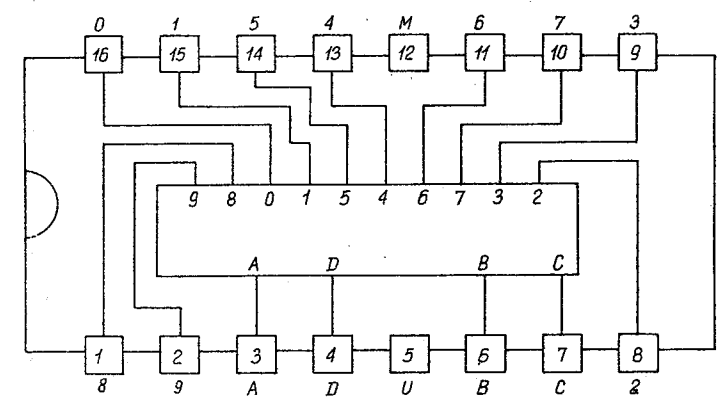 0 1 5 4 M 6 7 3
16 15 14 13 12 11 10 9
9 8 0 1 5 4 6 7 3 2
A D B C
1 2 3 4 5 6 7 8
8 9 A D U B C 2